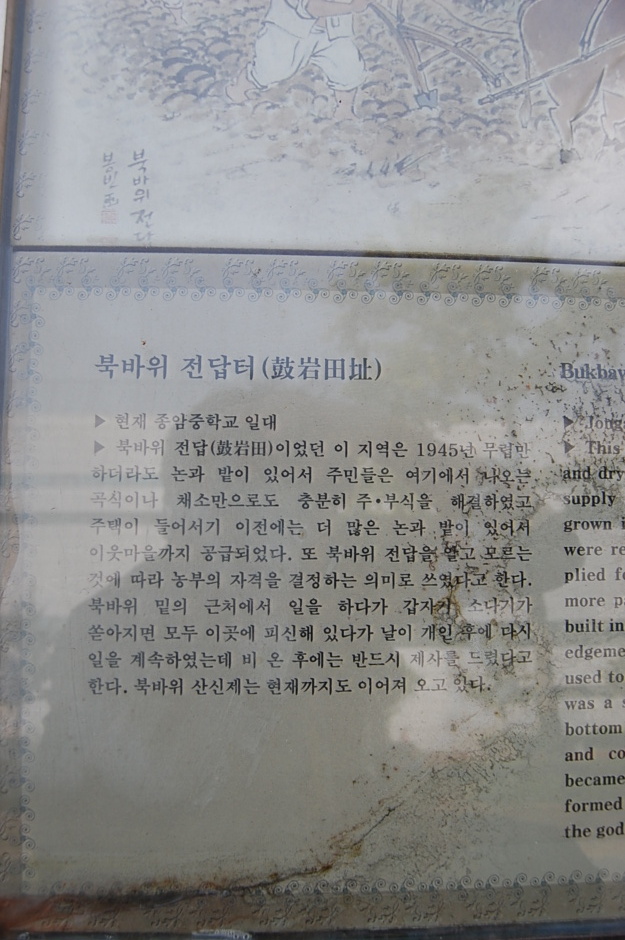 북바위 전답
봉빈
북바위 전답터(鼓岩田址)
▶ 현재 종암중학교 일대
▶ 북바위 전답(鼓岩田)이었던 이 지역은 1945년 무렵만
하더라도 논과 밭이 있어서 주민들은 여기에서 나오는
곡식이나 채소만으로도 충분히 주•부식을 해결하였고
주택이 들어서기 이전에는 더 많은 논과 밭이 있어서
이웃마을까지 공급되었다. 또 북바위 전답을 알고 모르는
것에 따라 농부의 자격을 결정하는 의미로 쓰였다고 한다.
북바위 밑의 근처에서 일을 하다가 갑자기 소나기가
쏟아지면 모두 이곳에 피신해 있다가 날이 개일 후에 다시
일을 계속하였는데 비 온 후에는 반드시 제사를 드렸다고
한다. 북바위 산신제는 현재까지도 이어져 오고 있다.
Bukhaw
▶ Jong
▶ This
and dry
supply
grown i
were re
plied fo
more pa
built in
edgeme
used to
was a s
bottom
and co
became
formed
the god